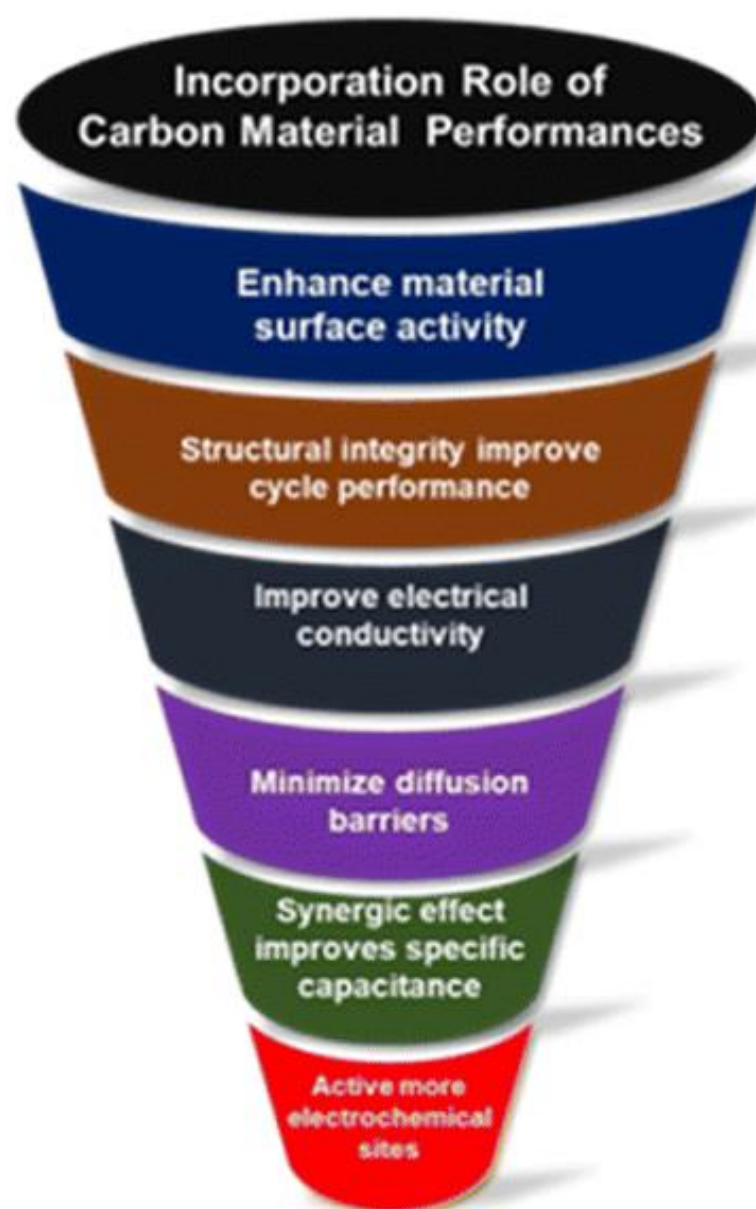 Incorporation Role of
Carbon Material Performances
Enhance material
surface activity
Structural integrity improve
cycle performance
Improve electrical
conductivity
Minimize diffusion
barriers
Synergic effect
improves specific
capacitance
Active more
electrochemical
sites